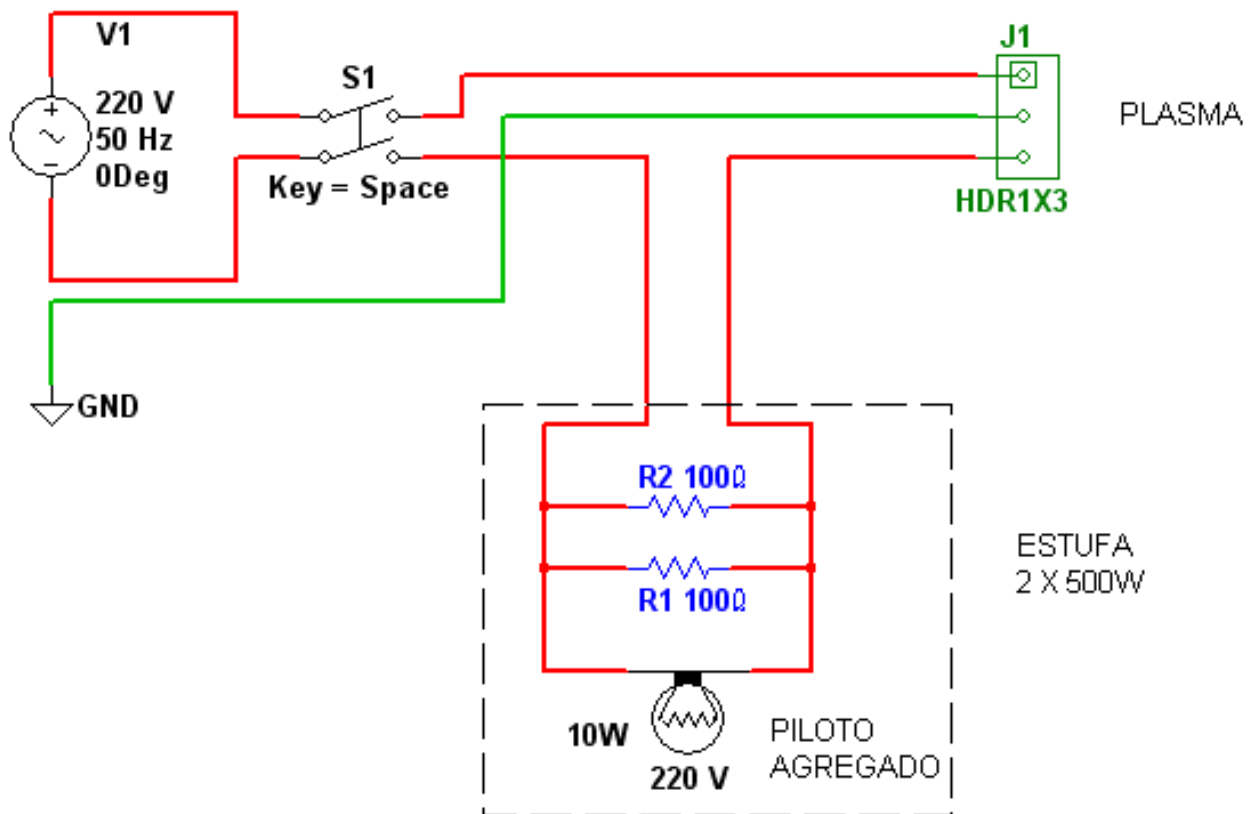 V1
220 V
50 Hz
0Deg
S1
Key = Space
J1
HDR1X3
PLASMA
GND
R2 100Ω
R1 100Ω
ESTUFA
2 X 500W
10W
220 V
PILOTO
AGREGADO